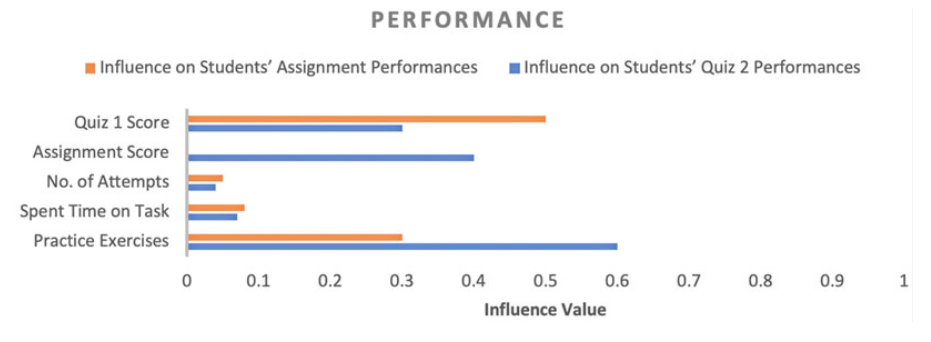 PERFORMANCE
Influence on Students’ Assignment Performances Influence on Students’ Quiz 2 Performances
Quiz 1 Score
Assignment Score
No. of Attempts
Spent Time on Task
Practice Exercises
0 0.1 0.2 0.3 0.4 0.5 0.6 0.7 0.8 0.9 1
Influence Value